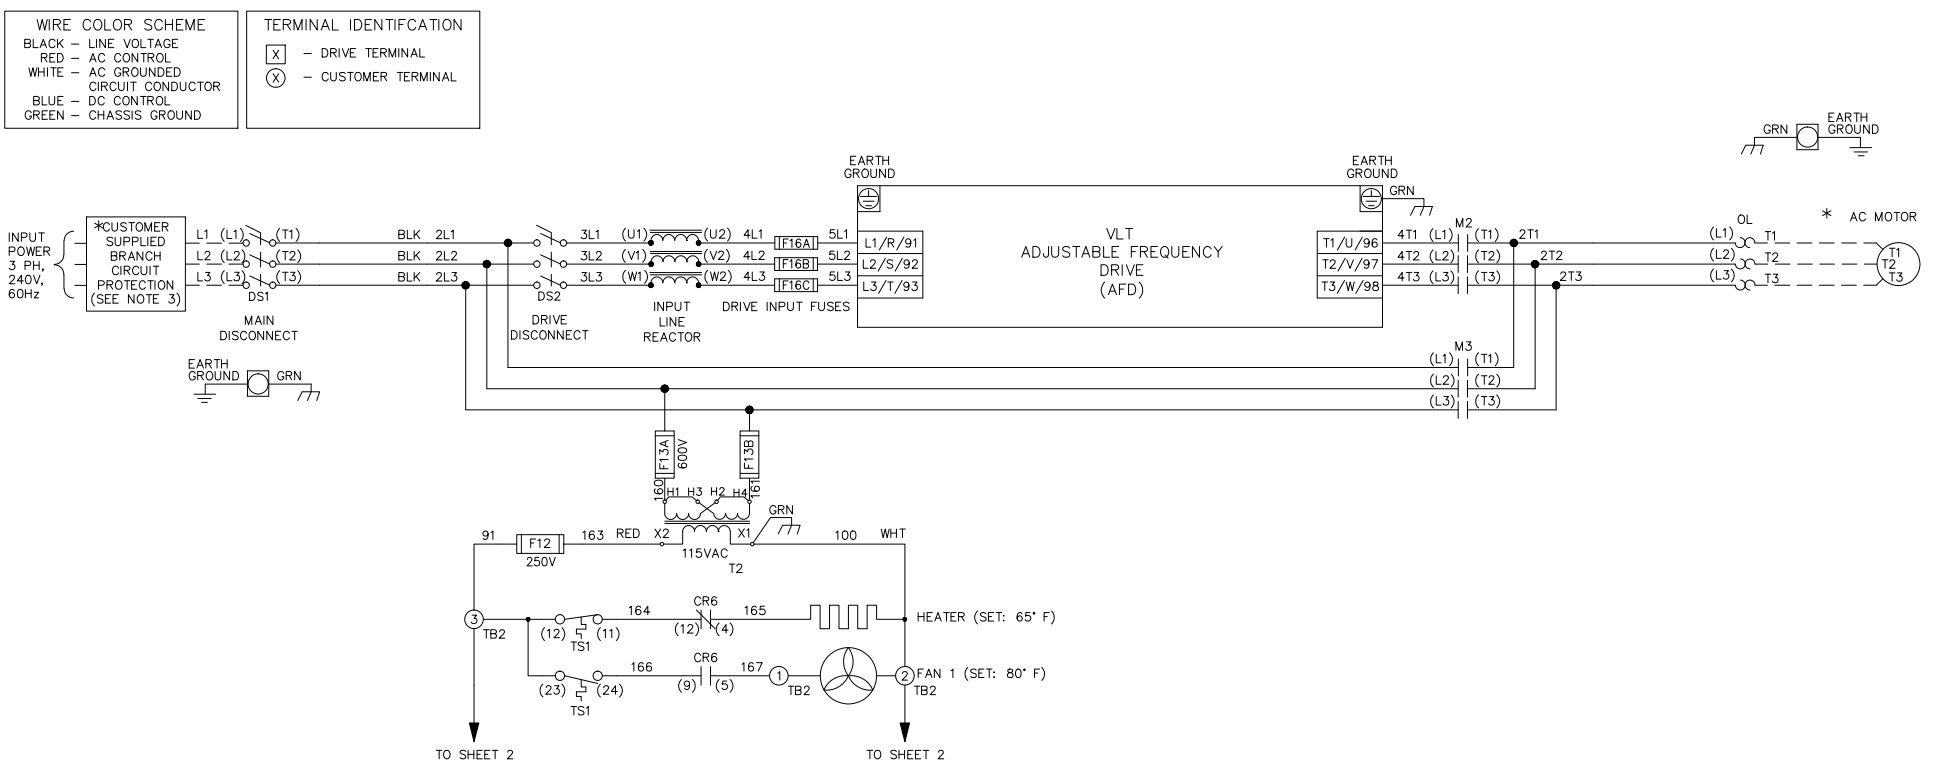 WIRE COLOR SCHEME
BLACK – LINE VOLTAGE
RED – AC CONTROL
WHITE – AC GROUNDED
CIRCUIT CONDUCTOR
BLUE – DC CONTROL
GREEN – CHASSIS GROUND
TERMINAL IDENTIFCATION
X – DRIVE TERMINAL
X – CUSTOMER TERMINAL
GRN
EARTH
GROUND
EARTH
GROUND
EARTH
GROUND
GRN
INPUT
POWER
3 PH,
240V,
60Hz
*CUSTOMER
SUPPLIED
BRANCH
CIRCUIT
PROTECTION
(SEE NOTE 3)
L1 (L1) (T1) BLK 2L1 3L1 (U1) (U2) 4L1 F16A 5L1 L1/R/91
L2 (L2) (T2) BLK 2L2 3L2 (V1) (V2) 4L2 F16B 5L2 L2/S/92
L3 (L3) (T3) BLK 2L3 3L3 (W1) (W2) 4L3 F16C 5L3 L3/T/93
DS1
MAIN
DISCONNECT
DS2
DRIVE
DISCONNECT
INPUT
LINE
REACTOR
DRIVE INPUT FUSES
VLT
ADJUSTABLE FREQUENCY
DRIVE
(AFD)
M2
OL
* AC MOTOR
T1/U/96 4T1 (L1) (T1) 2T1 (L1) T1 T1
T2/V/97 4T2 (L2) (T2) 2T2 (L2) T2 T2
T3/W/98 4T3 (L3) (T3) 2T3 (L3) T3 T3
EARTH
GROUND
GRN
M3
(L1) (T1)
(L2) (T2)
(L3) (T3)
F13A
600V
F13B
160
161
H1 H3 H2 H4
GRN
91 F12 163 RED X2 X1 100 WHT
250V
115VAC
T2
3
TB2
164 CR6 165
(12) (11) (12) (4)
TS1
HEATER (SET: 65° F)
166 CR6 167
(23) (24) (9) (5)
TS1
1
TB2
2
TB2
FAN 1 (SET: 80° F)
TO SHEET 2
TO SHEET 2